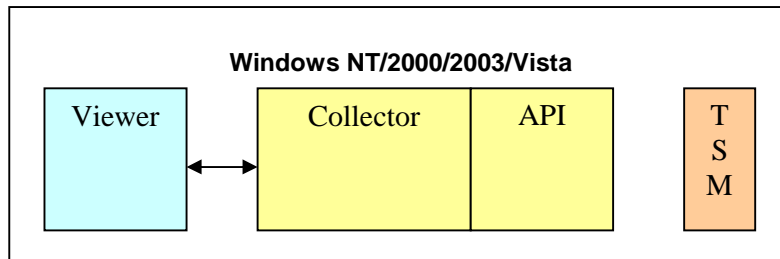 Windows NT/2000/2003/Vista
Viewer
Collector
API
T
S
M